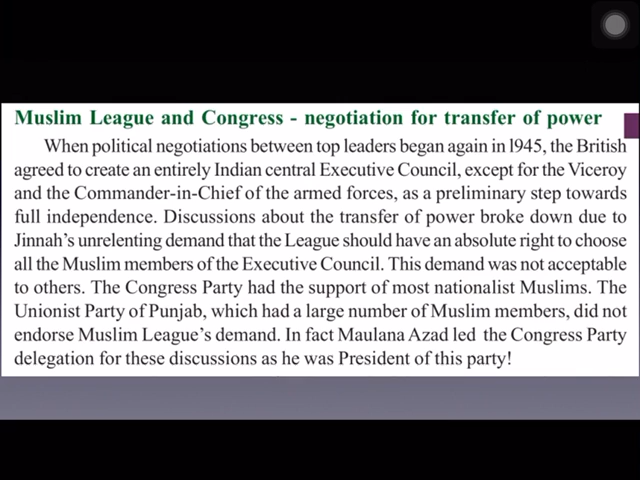 Muslim League and Congress - negotiation for transfer of power
When political negotiations between top leaders began again in 1945, the British
agreed to create an entirely Indian central Executive Council, except for the Viceroy
and the Commander-in-Chief of the armed forces, as a preliminary step towards
full independence. Discussions about the transfer of power broke down due to
Jinnah's unrelenting demand that the League should have an absolute right to choose
all the Muslim members of the Executive Council. This demand was not acceptable
to others. The Congress Party had the support of most nationalist Muslims. The
Unionist Party of Punjab, which had a large number of Muslim members, did not
endorse Muslim League's demand. In fact Maulana Azad led the Congress Party
delegation for these discussions as he was President of this party!